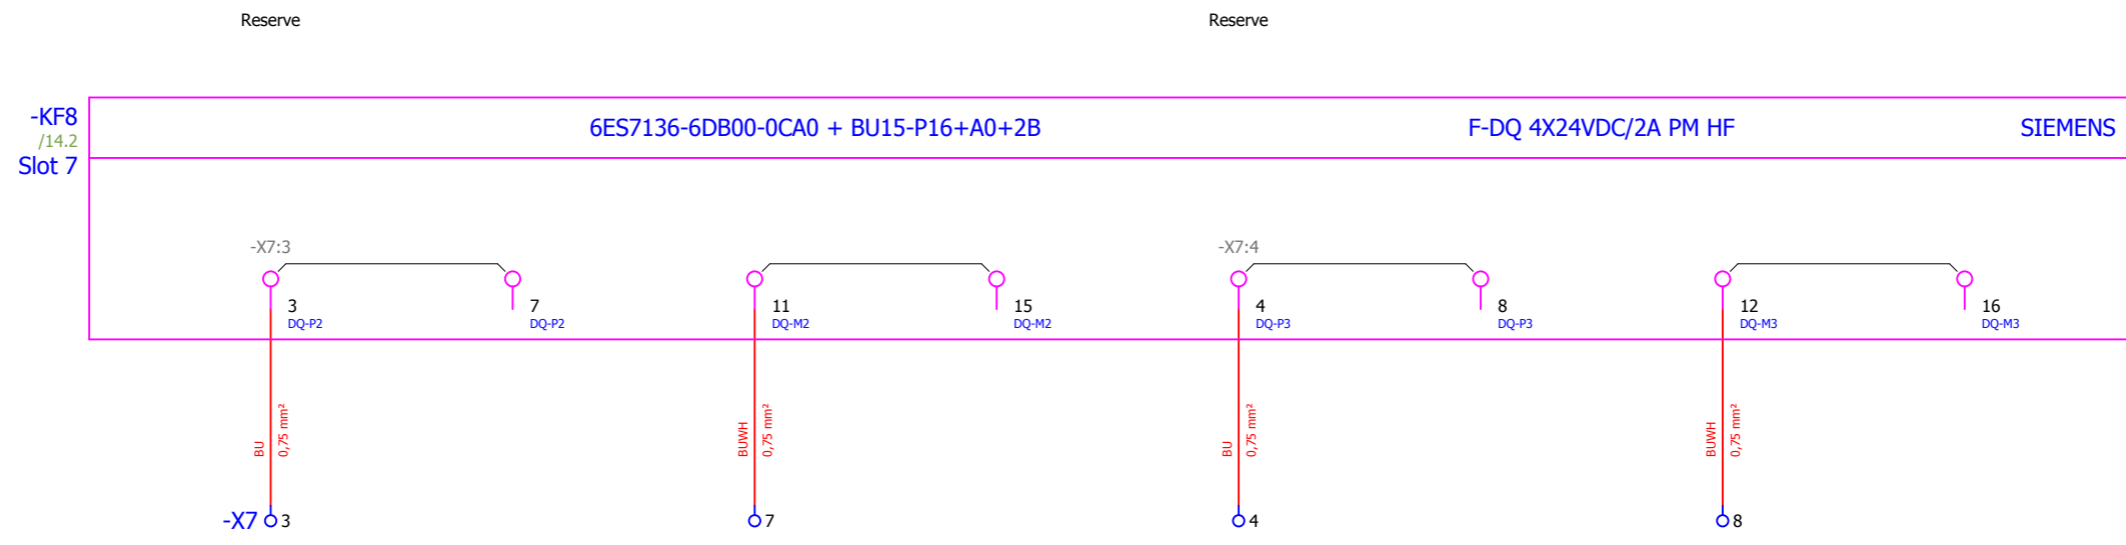 Reserve Reserve
-KF8 6ES7136-6DB00-0CA0 + BU15-P16+A0+2B F-DQ 4X24VDC/2A PM HF SIEMENS
/14.2
Slot 7
-X7:3 -X7:4
3 7 11 15 4 8 12 16
DQ-P2 DQ-P2 DQ-M2 DQ-M2 DQ-P3 DQ-P3 DQ-M3 DQ-M3
BU 0,75 mm² BUWH 0,75 mm² BU 0,75 mm² BUWH 0,75 mm²
-X7 3 7 4 8